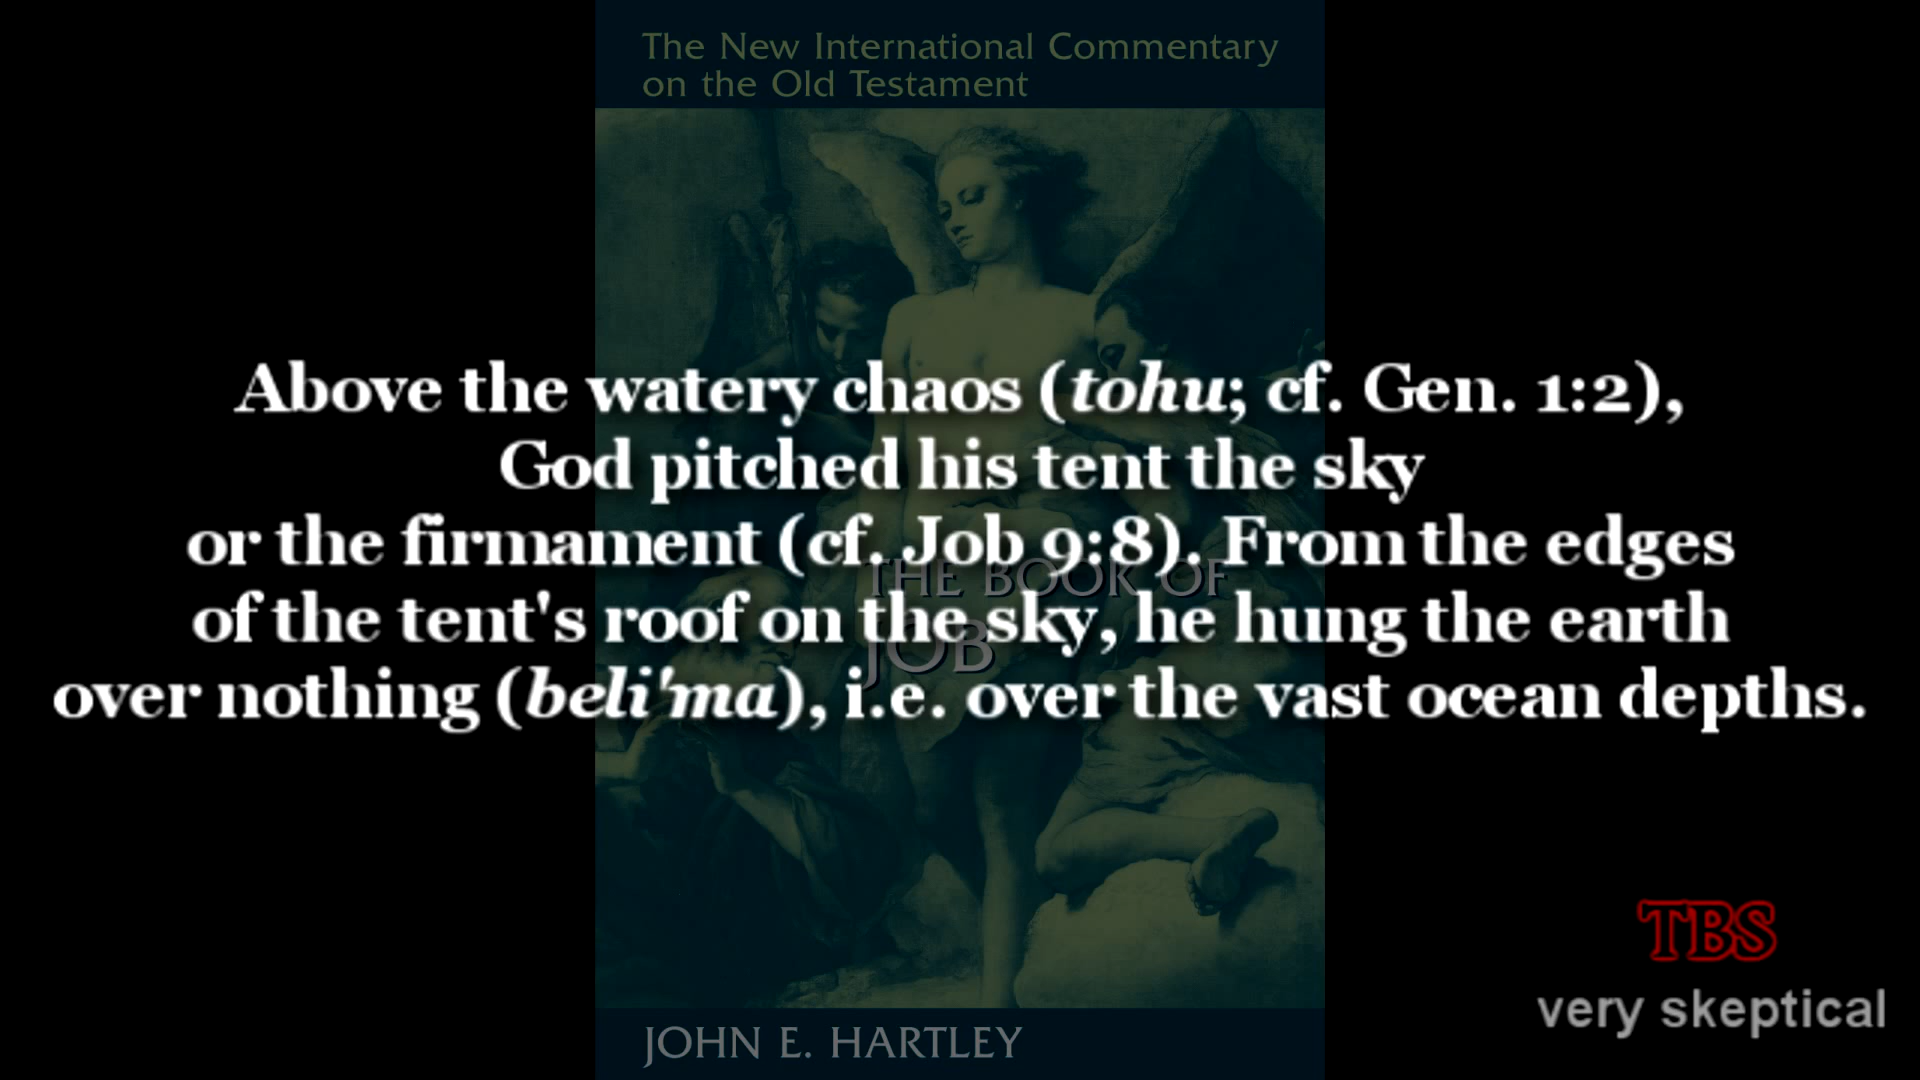 The New International Commentary
on the Old Testament
Above the watery chaos (tohu; cf. Gen. 1:2),
God pitched his tent the sky
or the firmament (cf. Job 9:8). From the edges
of the tent's roof on the sky, he hung the earth
over nothing (beli'ma), i.e. over the vast ocean depths.
THE BOOK OF
JOB
JOHN E. HARTLEY
TBS
very skeptical